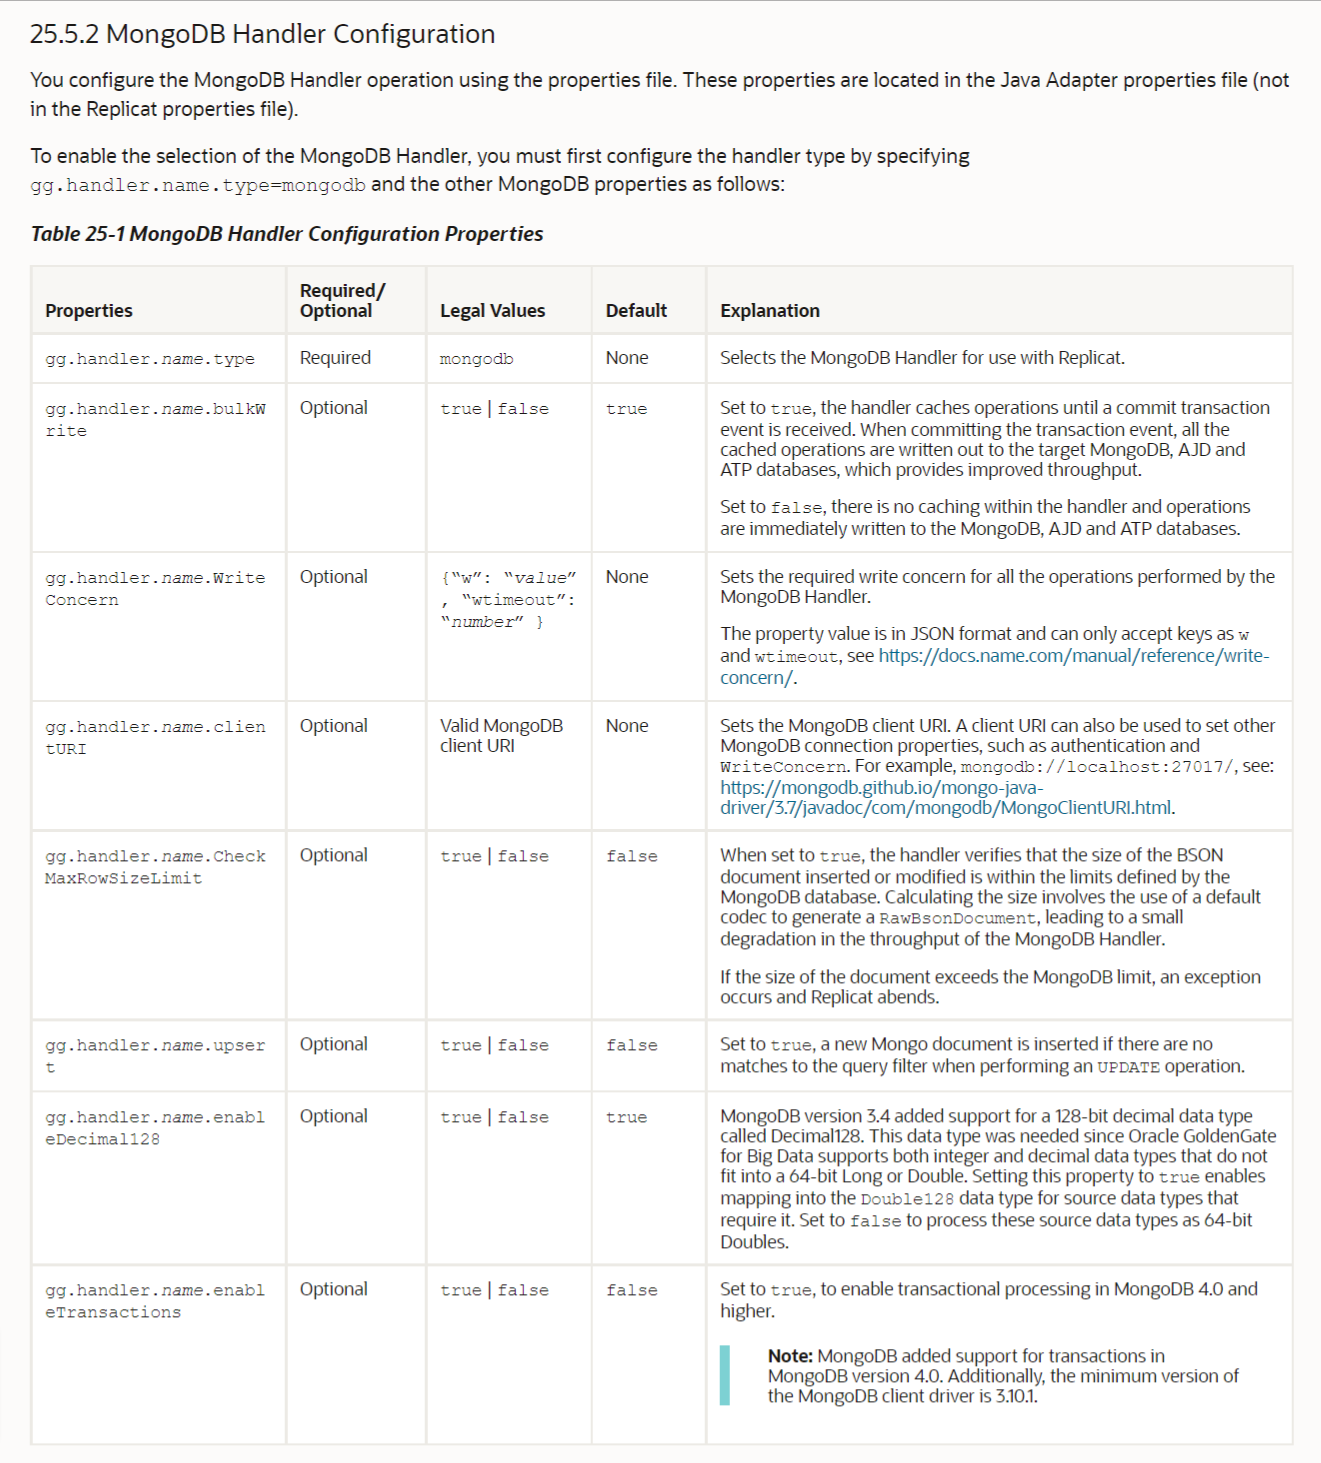 25.5.2 MongoDB Handler Configuration
You configure the MongoDB Handler operation using the properties file. These properties are located in the Java Adapter properties file (not
in the Replicat properties file).
To enable the selection of the MongoDB Handler, you must first configure the handler type by specifying
gg.handler.name.type=mongodb and the other MongoDB properties as follows:
Table 25-1 MongoDB Handler Configuration Properties
Properties
Required/
Optional
Legal Values
Default
Explanation
gg.handler.name.type
Required
mongodb
None
Selects the MongoDB Handler for use with Replicat.
gg.handler.name.bulkW
rite
Optional
true | false
true
Set to true, the handler caches operations until a commit transaction
event is received. When committing the transaction event, all the
cached operations are written out to the target MongoDB, AJD and
ATP databases, which provides improved throughput.
Set to false, there is no caching within the handler and operations
are immediately written to the MongoDB, AJD and ATP databases.
gg.handler.name.Write
Concern
Optional
{“w”: “value”
, “wtimeout”:
“number” }
None
Sets the required write concern for all the operations performed by the
MongoDB Handler.
The property value is in JSON format and can only accept keys as w
and wtimeout, see https://docs.name.com/manual/reference/write-
concern/.
gg.handler.name.clien
tURI
Optional
Valid MongoDB
client URI
None
Sets the MongoDB client URI. A client URI can also be used to set other
MongoDB connection properties, such as authentication and
WriteConcern. For example, mongodb://localhost:27017/, see:
https://mongodb.github.io/mongo-java-
driver/3.7/javadoc/com/mongodb/MongoClientURI.html.
gg.handler.name.Check
MaxRowSizeLimit
Optional
true | false
false
When set to true, the handler verifies that the size of the BSON
document inserted or modified is within the limits defined by the
MongoDB database. Calculating the size involves the use of a default
codec to generate a RawBsonDocument, leading to a small
degradation in the throughput of the MongoDB Handler.
If the size of the document exceeds the MongoDB limit, an exception
occurs and Replicat abends.
gg.handler.name.upser
t
Optional
true | false
false
Set to true, a new Mongo document is inserted if there are no
matches to the query filter when performing an UPDATE operation.
gg.handler.name.enabl
eDecimal128
Optional
true | false
true
MongoDB version 3.4 added support for a 128-bit decimal data type
called Decimal128. This data type was needed since Oracle GoldenGate
for Big Data supports both integer and decimal data types that do not
fit into a 64-bit Long or Double. Setting this property to true enables
mapping into the Double128 data type for source data types that
require it. Set to false to process these source data types as 64-bit
Doubles.
gg.handler.name.enabl
eTransactions
Optional
true | false
false
Set to true, to enable transactional processing in MongoDB 4.0 and
higher.
Note: MongoDB added support for transactions in
MongoDB version 4.0. Additionally, the minimum version of
the MongoDB client driver is 3.10.1.